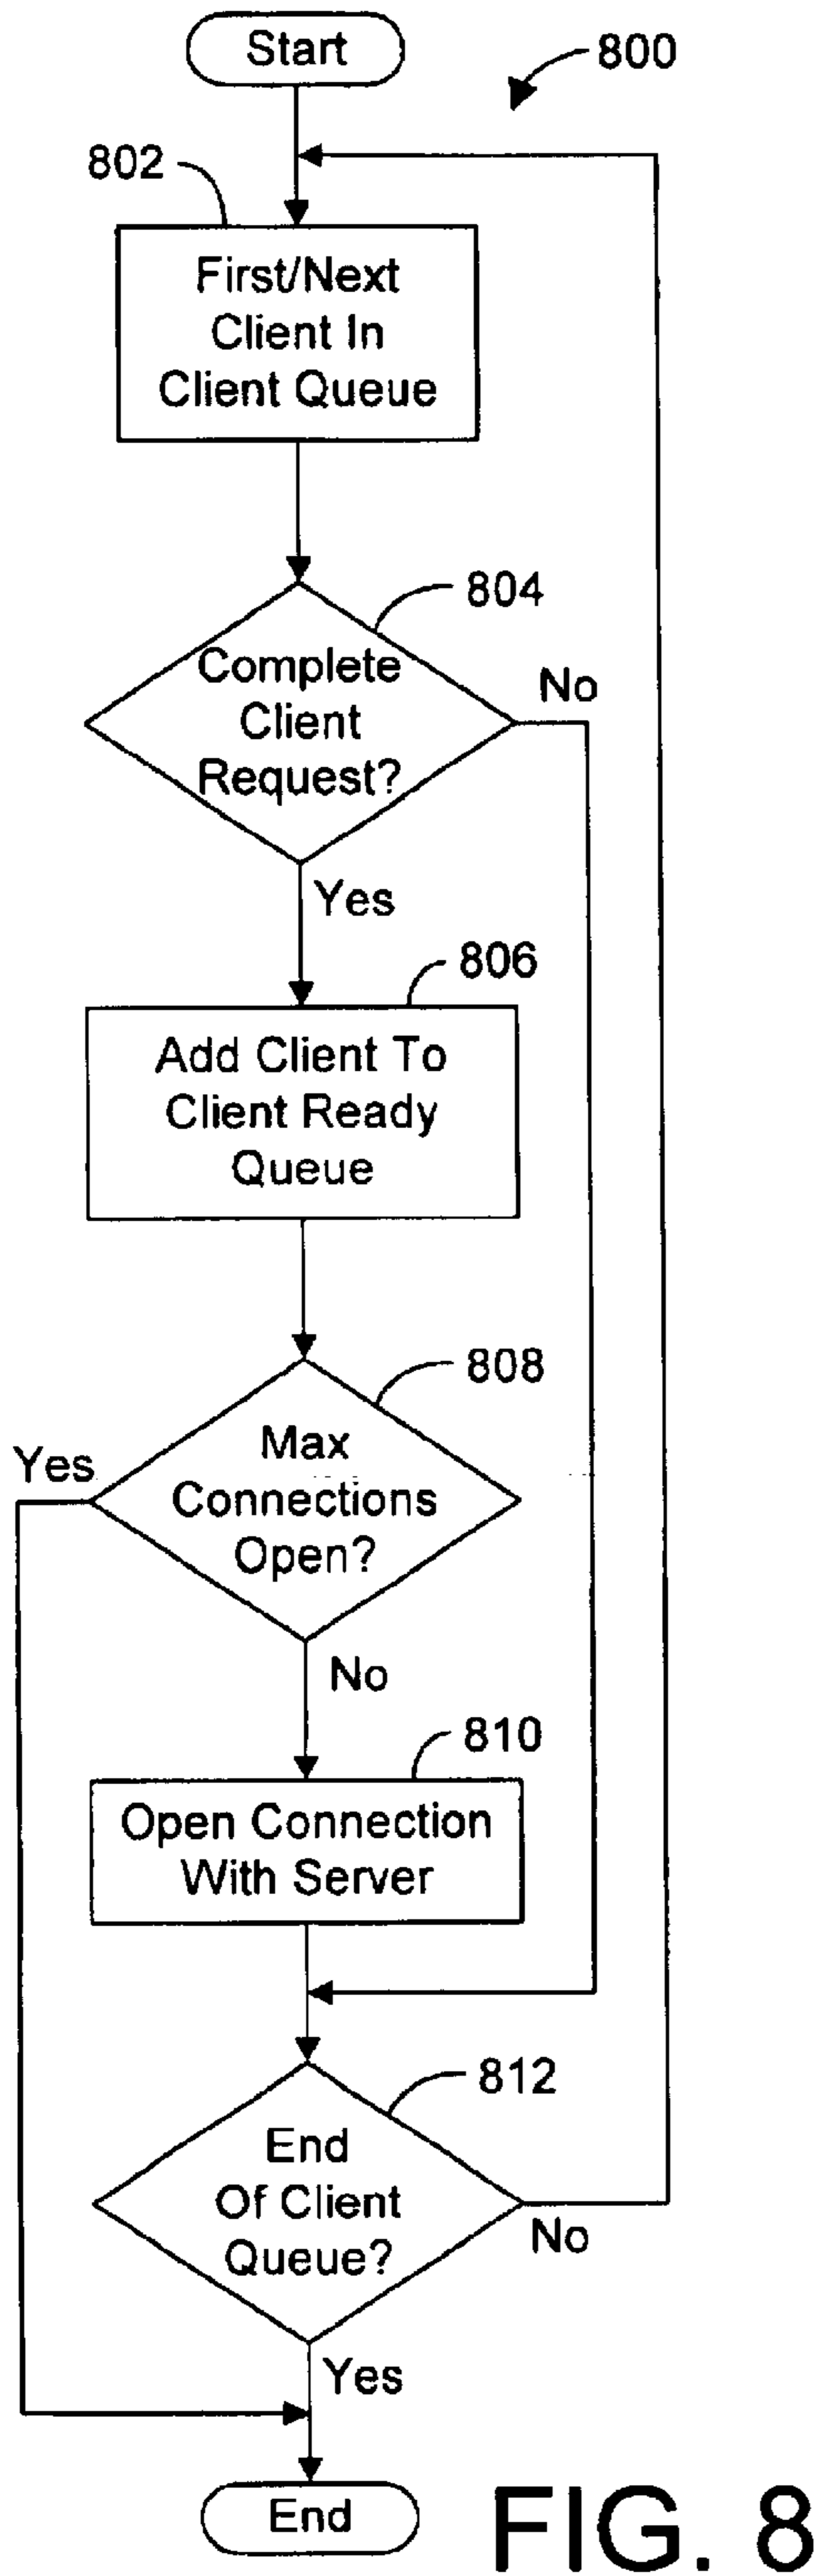 Start
800
802
First/Next
Client In
Client Queue
804
Complete
Client
Request?
No
Yes
806
Add Client To
Client Ready
Queue
808
Yes
Max
Connections
Open?
No
810
Open Connection
With Server
812
End
Of Client
Queue?
No
Yes
End
FIG. 8